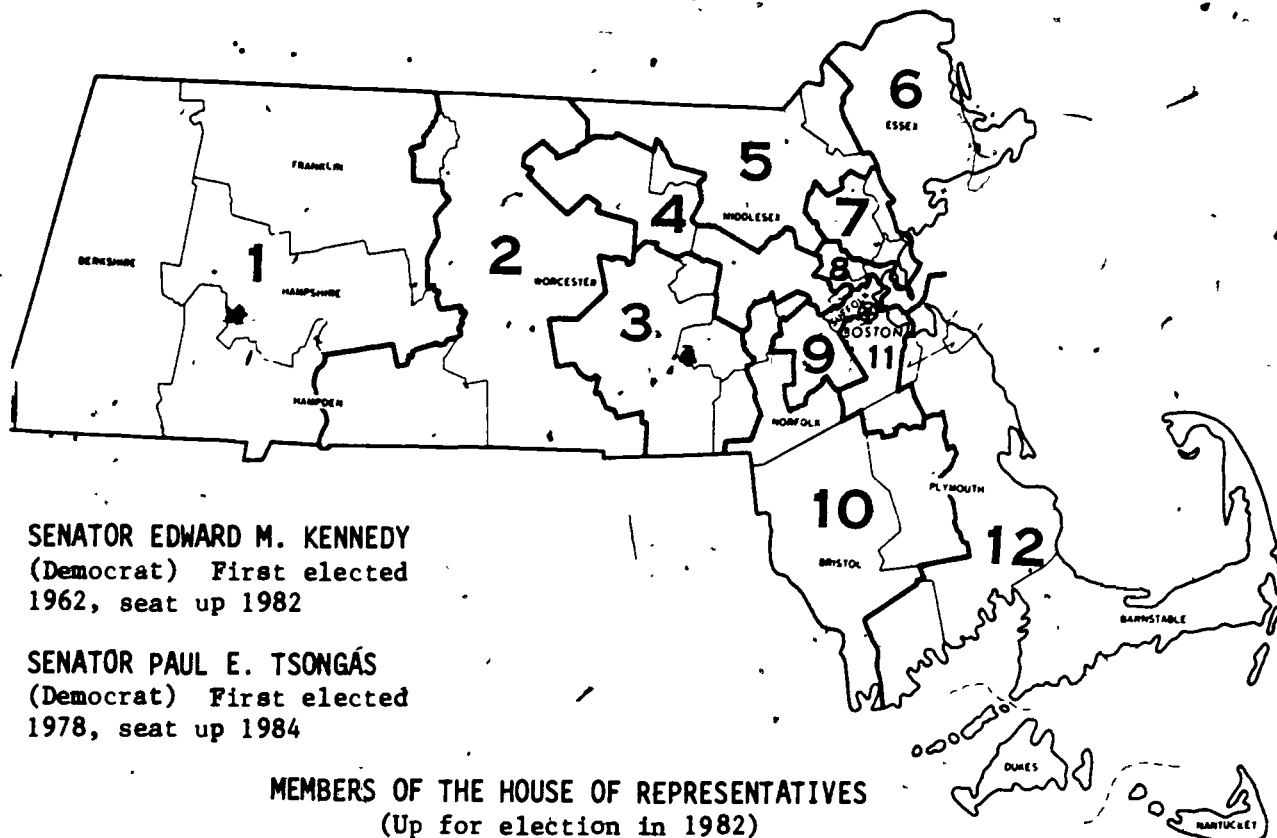 6
ESSEX
FRANKLIN
5
7
MIDDLESEX
4
BERKSHIRE
1
2
8
HAMPSHIRE
WORCESTER
SUFFOLK
3
BOSTON
9
11
HAMPDEN
NORFOLK
PLYMOUTH
10
12
BRISTOL
BARNSTABLE
DUKES
NANTUCKET
SENATOR EDWARD M. KENNEDY
(Democrat) First elected
1962, seat up 1982
SENATOR PAUL E. TSONGÁS
(Democrat) First elected
1978, seat up 1984
MEMBERS OF THE HOUSE OF REPRESENTATIVES
(Up for election in 1982)